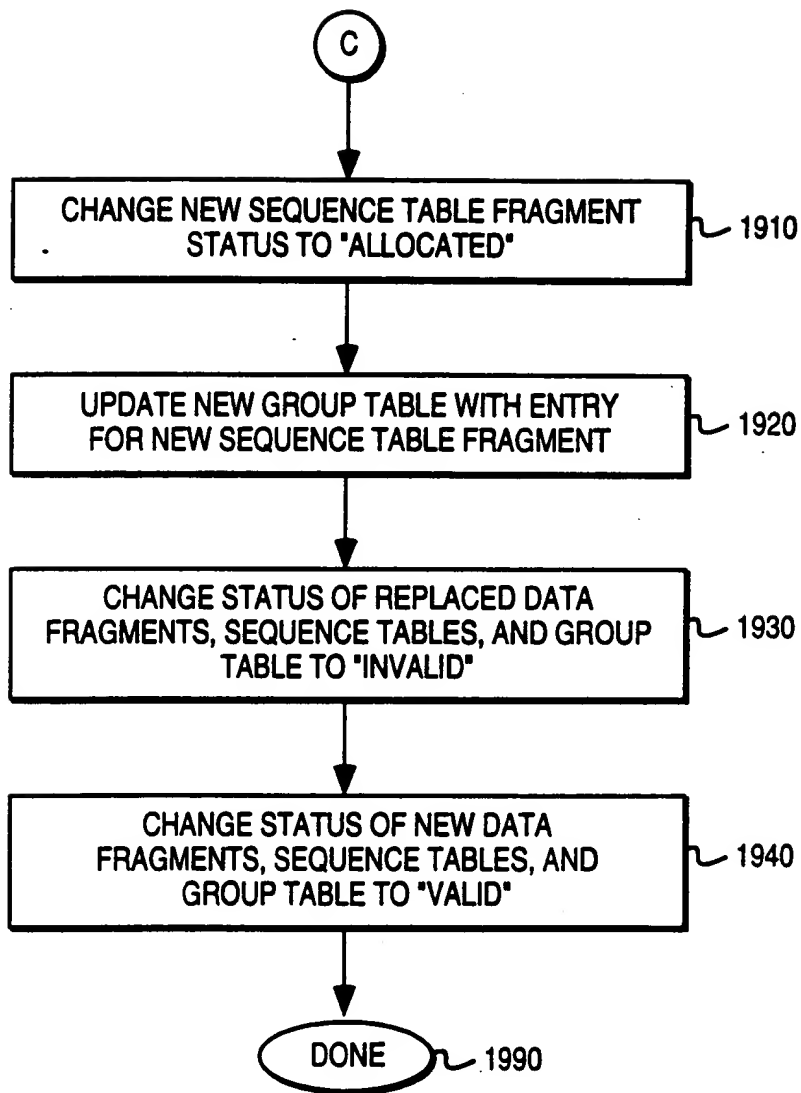 C
CHANGE NEW SEQUENCE TABLE FRAGMENT
STATUS TO "ALLOCATED"
1910
UPDATE NEW GROUP TABLE WITH ENTRY
FOR NEW SEQUENCE TABLE FRAGMENT
1920
CHANGE STATUS OF REPLACED DATA
FRAGMENTS, SEQUENCE TABLES, AND GROUP
TABLE TO "INVALID"
1930
CHANGE STATUS OF NEW DATA
FRAGMENTS, SEQUENCE TABLES, AND
GROUP TABLE TO "VALID"
1940
DONE
1990